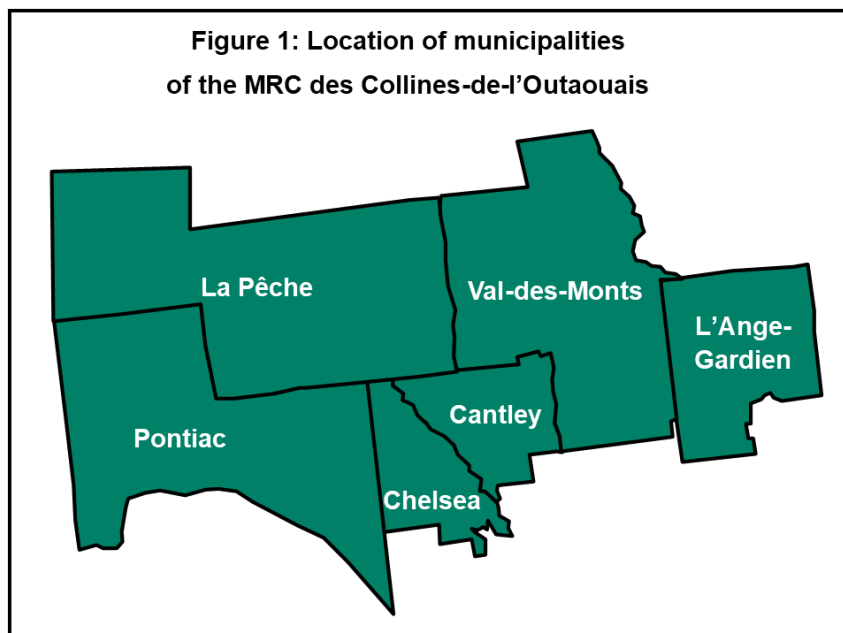 Figure 1: Location of municipalities
of the MRC des Collines-de-l’Outaouais
La Pêche
Val-des-Monts
L’Ange-
Gardien
Cantley
Pontiac
Chelsea